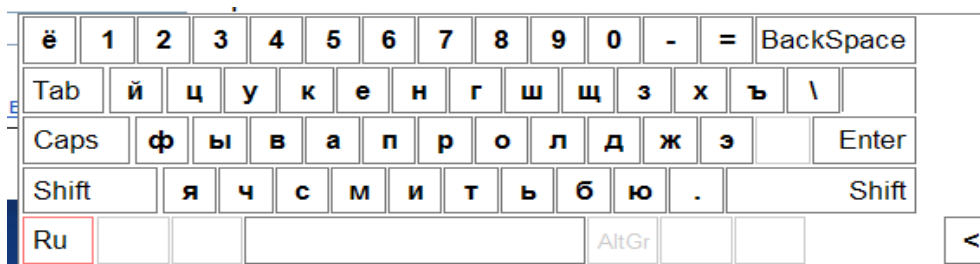 ё 1 2 3 4 5 6 7 8 9 0 - = BackSpace
Tab й ц у к е н г ш щ з х ъ \
Caps ф ы в а п р о л д ж э Enter
Shift я ч с м и т ь б ю . Shift
Ru AltGr <